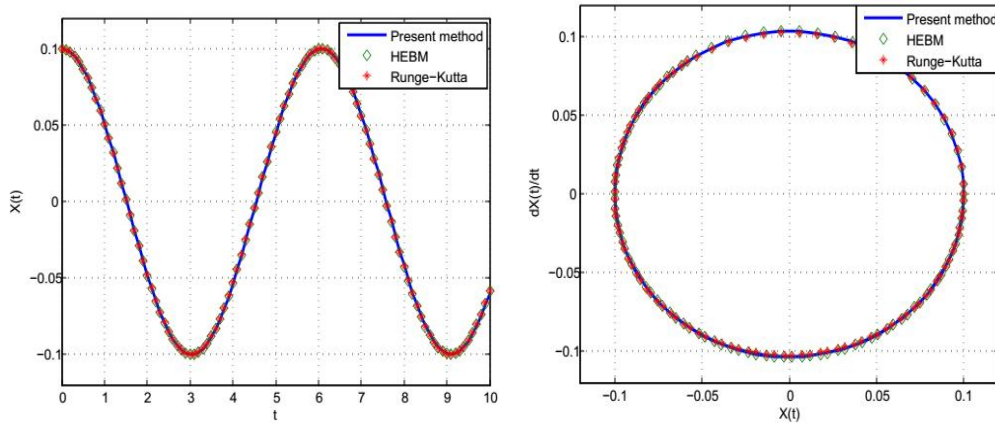 Present method
HEBM
Runge-Kutta
0.1
0.05
0
−0.05
−0.1
X(t)
0 1 2 3 4 5 6 7 8 9 10
t
Present method
HEBM
Runge-Kutta
0.1
0.05
0
−0.05
−0.1
dX(t)/dt
−0.1 −0.05 0 0.05 0.1
X(t)